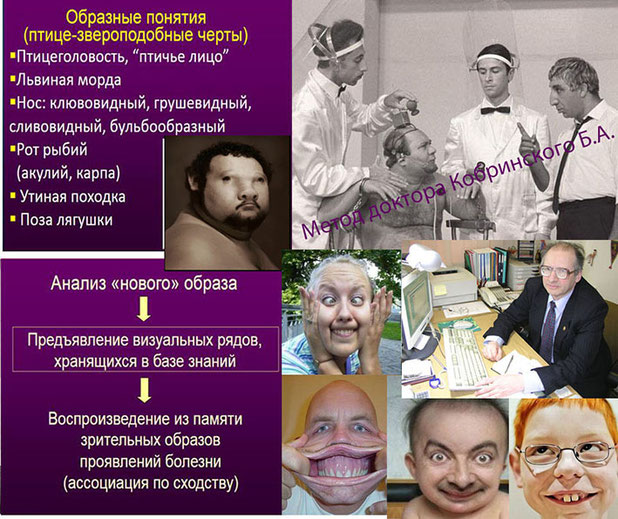 Образные понятия
(птице-звероподобные черты)
▪Птицеголовость, “птичье лицо”
▪Львиная морда
▪Нос: клювовидный, грушевидный,
сливовидный, бульбообразный
▪Рот рыбий
(акулий, карпа)
▪Утиная походка
▪ Поза лягушки
Метод доктора Кобринского Б.А.
Анализ «нового» образа
Предъявление визуальных рядов,
хранящихся в базе знаний
Воспроизведение из памяти
зрительных образов
проявлений болезни
(ассоциация по сходству)